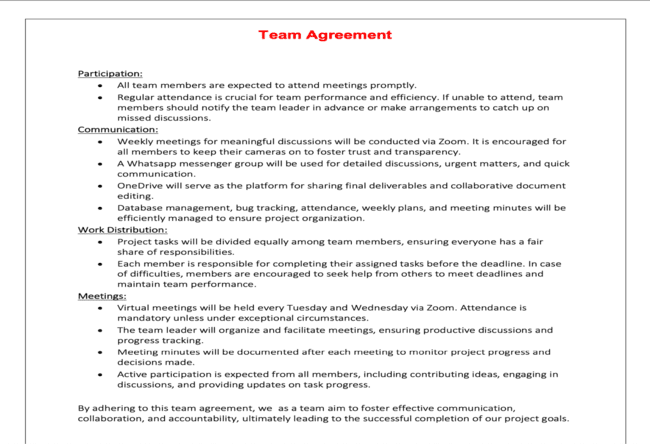 Team Agreement
Participation:
• All team members are expected to attend meetings promptly.
• Regular attendance is crucial for team performance and efficiency. If unable to attend, team
members should notify the team leader in advance or make arrangements to catch up on
missed discussions.
Communication:
• Weekly meetings for meaningful discussions will be conducted via Zoom. It is encouraged for
all members to keep their cameras on to foster trust and transparency.
• A Whatsapp messenger group will be used for detailed discussions, urgent matters, and quick
communication.
• OneDrive will serve as the platform for sharing final deliverables and collaborative document
editing.
• Database management, bug tracking, attendance, weekly plans, and meeting minutes will be
efficiently managed to ensure project organization.
Work Distribution:
• Project tasks will be divided equally among team members, ensuring everyone has a fair
share of responsibilities.
• Each member is responsible for completing their assigned tasks before the deadline. In case
of difficulties, members are encouraged to seek help from others to meet deadlines and
maintain team performance.
Meetings:
• Virtual meetings will be held every Tuesday and Wednesday via Zoom. Attendance is
mandatory unless under exceptional circumstances.
• The team leader will organize and facilitate meetings, ensuring productive discussions and
progress tracking.
• Meeting minutes will be documented after each meeting to monitor project progress and
decisions made.
• Active participation is expected from all members, including contributing ideas, engaging in
discussions, and providing updates on task progress.
By adhering to this team agreement, we as a team aim to foster effective communication,
collaboration, and accountability, ultimately leading to the successful completion of our project goals.